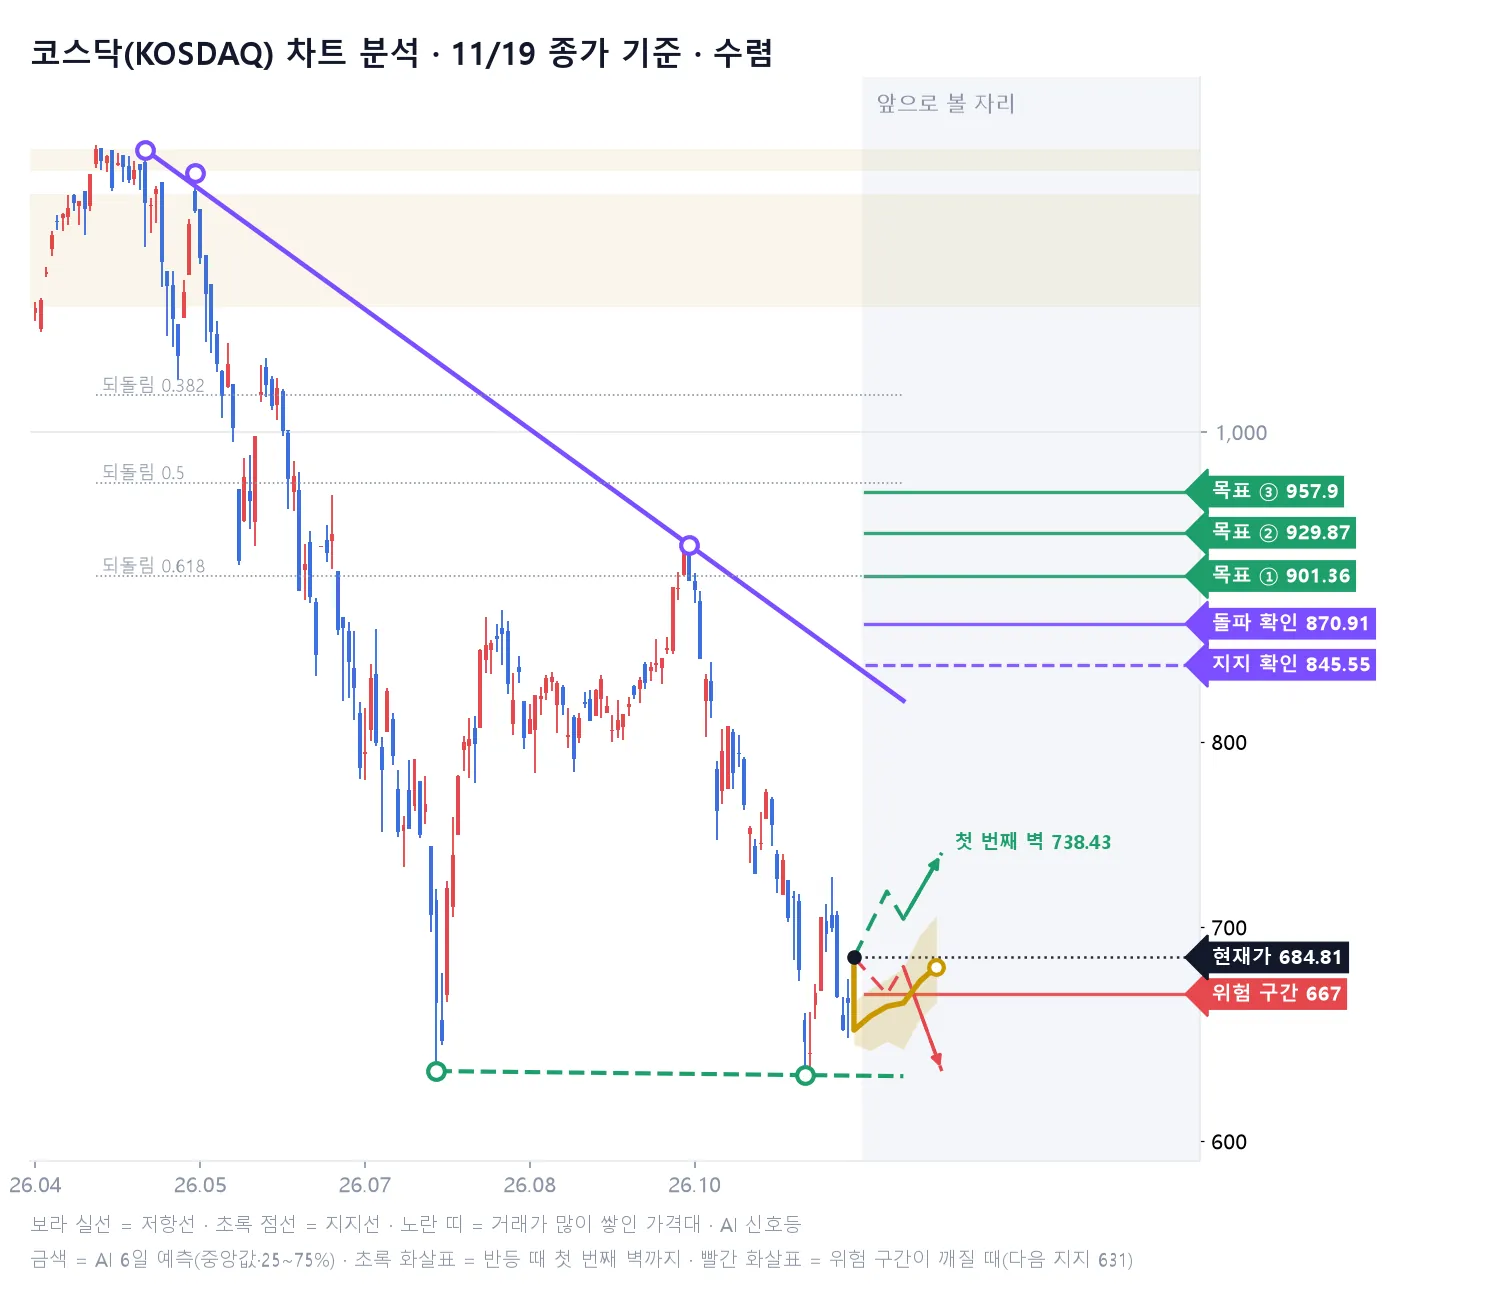 코스닥(KOSDAQ) 차트 분석 · 11/19 종가 기준 · 수렴
앞으로 볼 자리
되돌림 0.382
1,000
되돌림 0.5
목표 ③ 957.9
목표 ② 929.87
되돌림 0.618
목표 ① 901.36
돌파 확인 870.91
지지 확인 845.55
800
첫 번째 벽 738.43
700
현재가 684.81
위험 구간 667
600
26.04 26.05 26.07 26.08 26.10
보라 실선 = 저항선 · 초록 점선 = 지지선 · 노란 띠 = 거래가 많이 쌓인 가격대 · AI 신호등
금색 = AI 6일 예측(중앙값·25~75%) · 초록 화살표 = 반등 때 첫 번째 벽까지 · 빨간 화살표 = 위험 구간이 깨질 때(다음 지지 631)